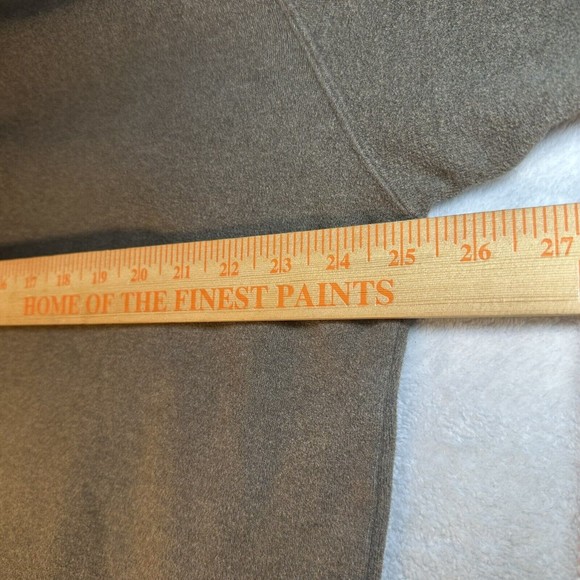 17 18 19 20 21 22 23 24 25 26 27
HOME OF THE FINEST PAINTS